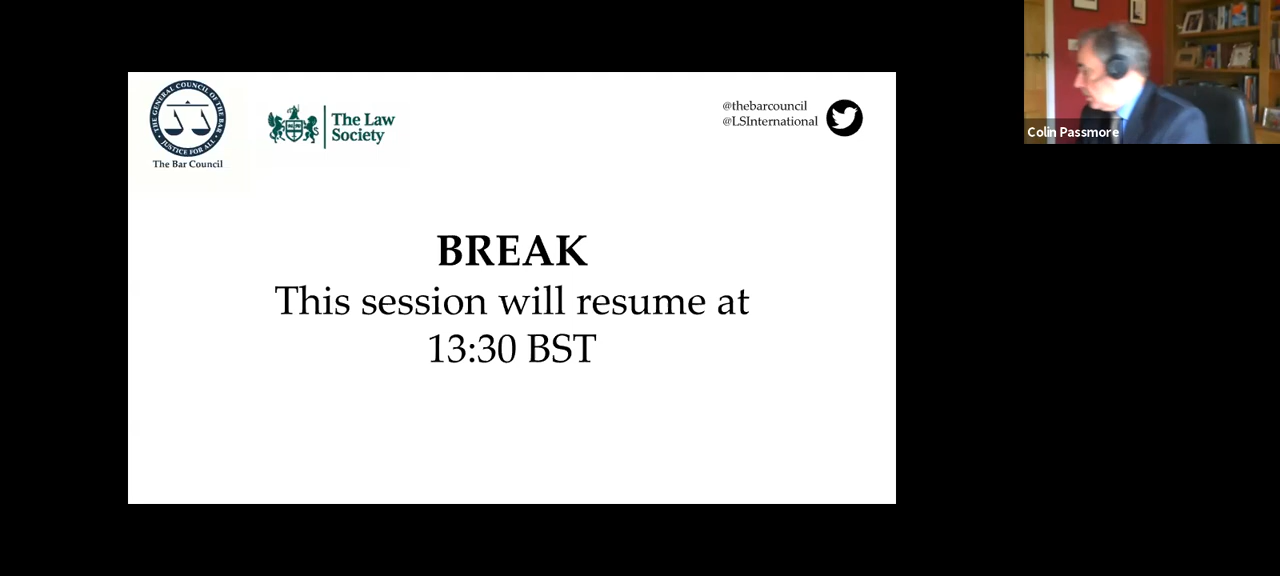 THE GENERAL COUNCIL OF THE BAR
• JUSTICE FOR ALL •
The Bar Council
The Law
Society
@thebarcouncil
@LSInternational
Colin Passmore
BREAK
This session will resume at
13:30 BST